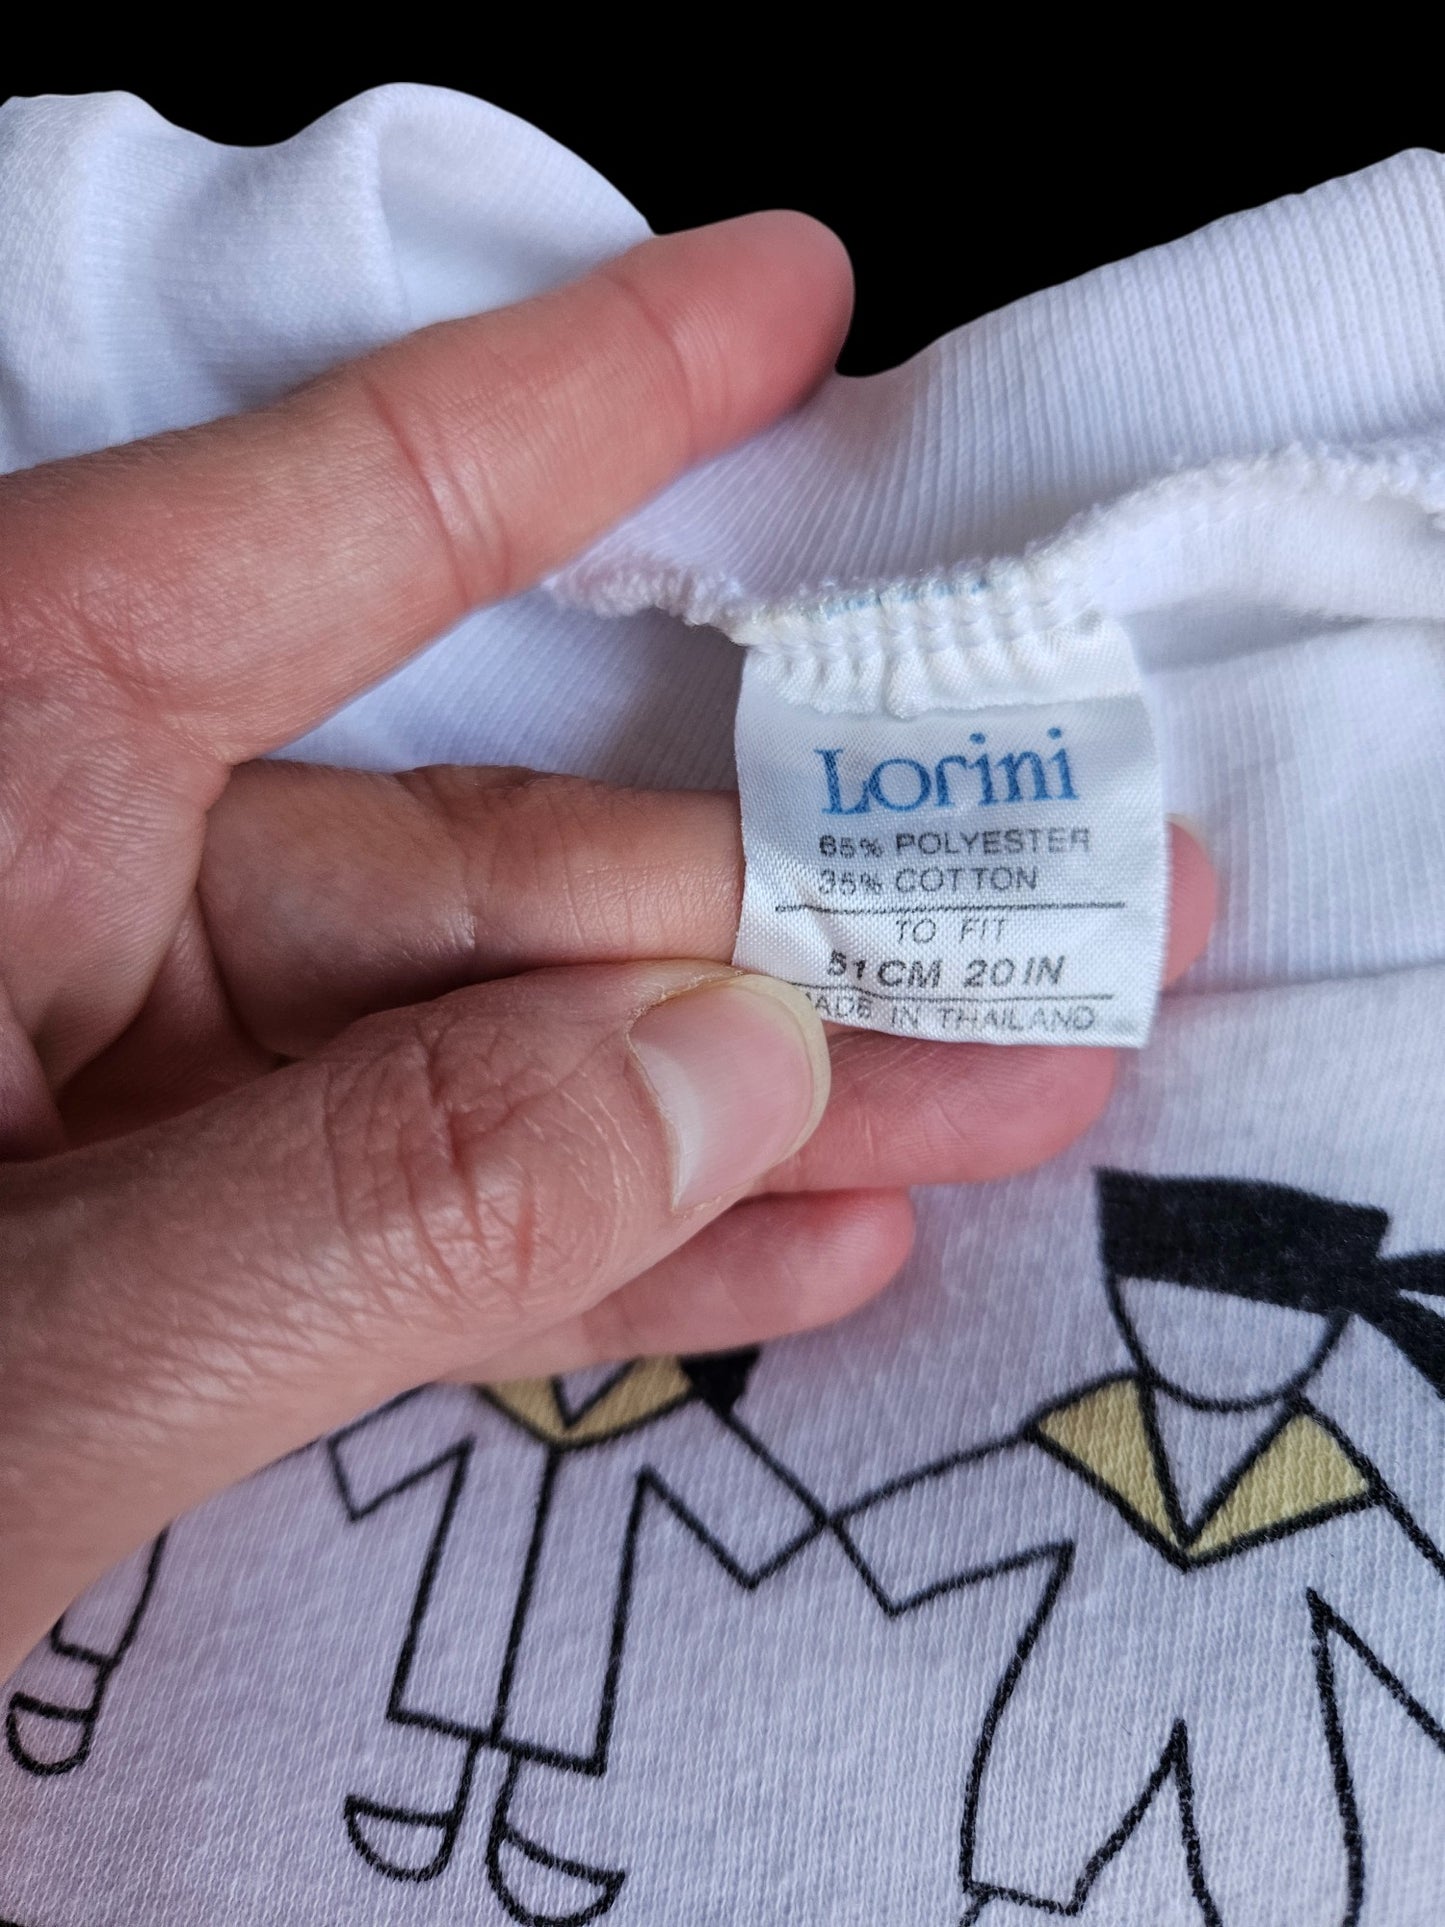 Lorini
65% POLYESTER
35% COTTON
TO FIT
51CM 20IN
MADE IN THAILAND